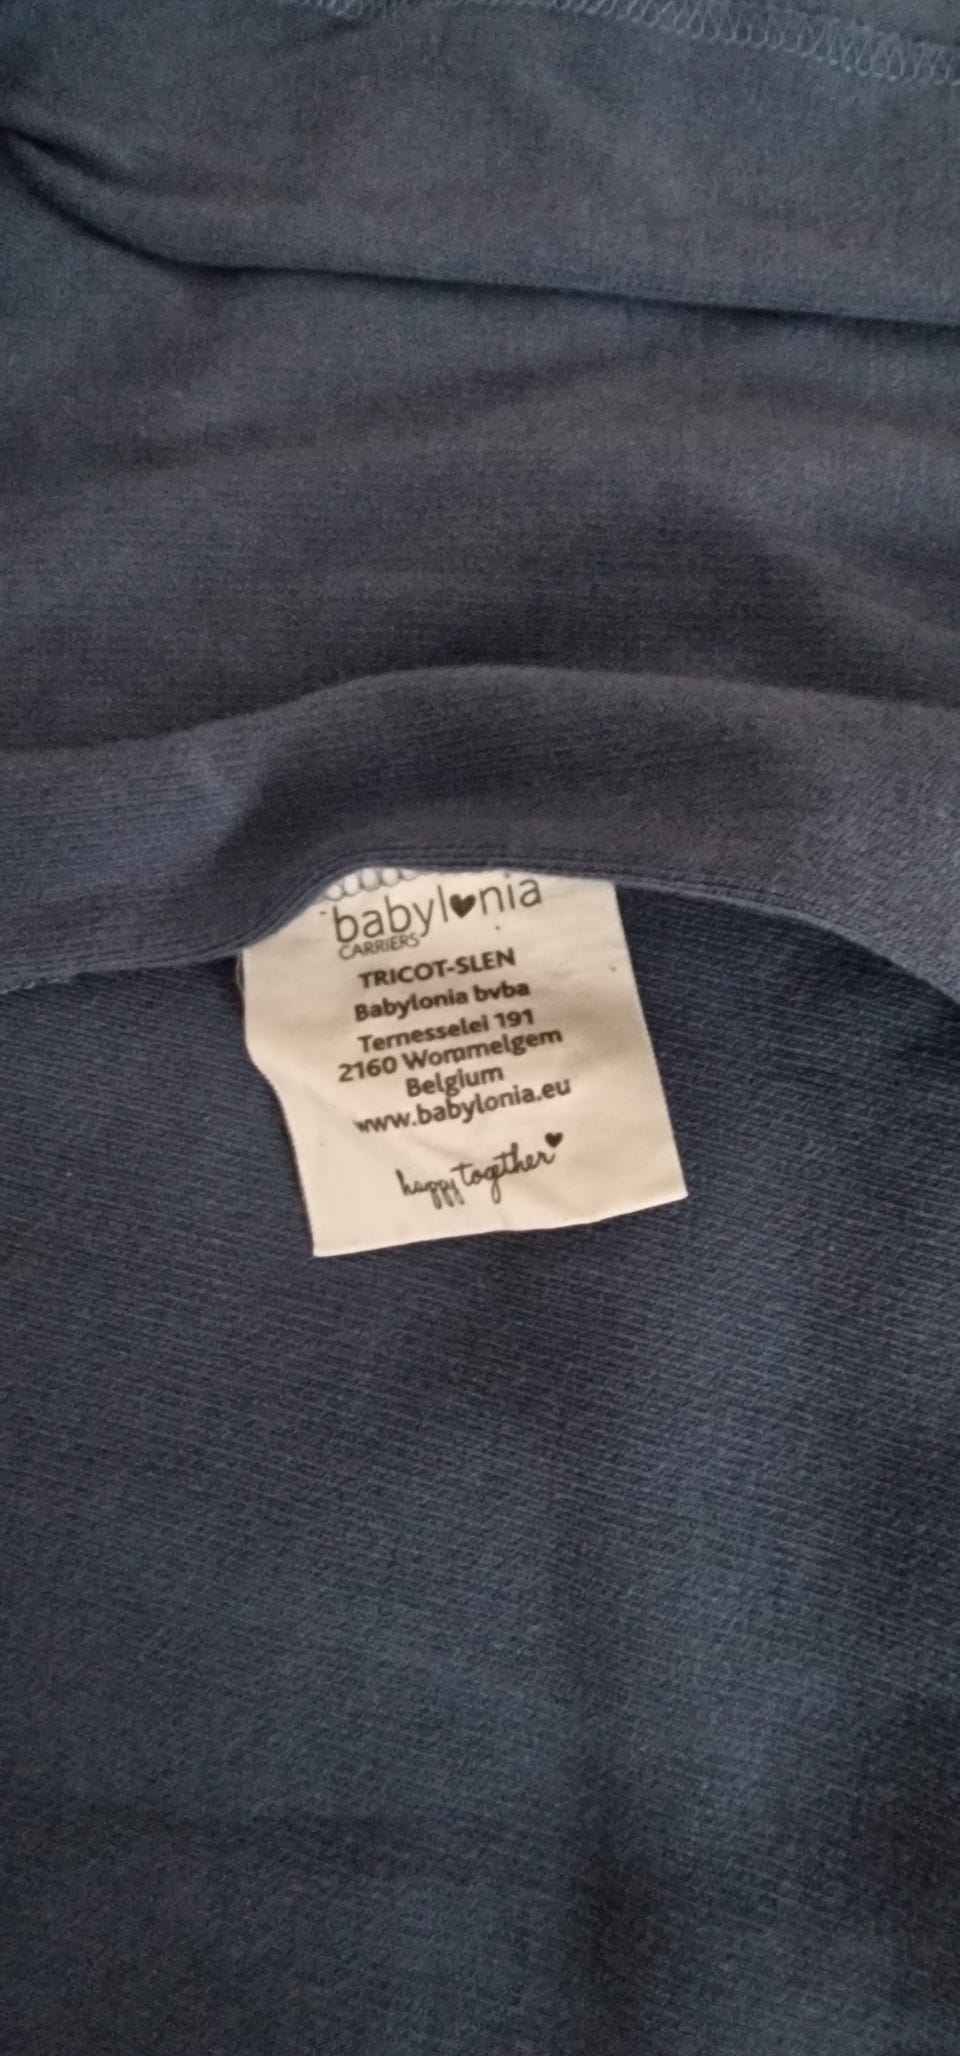 babylonia
CARRIERS
TRICOT-SLEN
Babylonia bvba
Ternesselei 191
2160 Wommelgem
Belgium
www.babylonia.eu
happy together